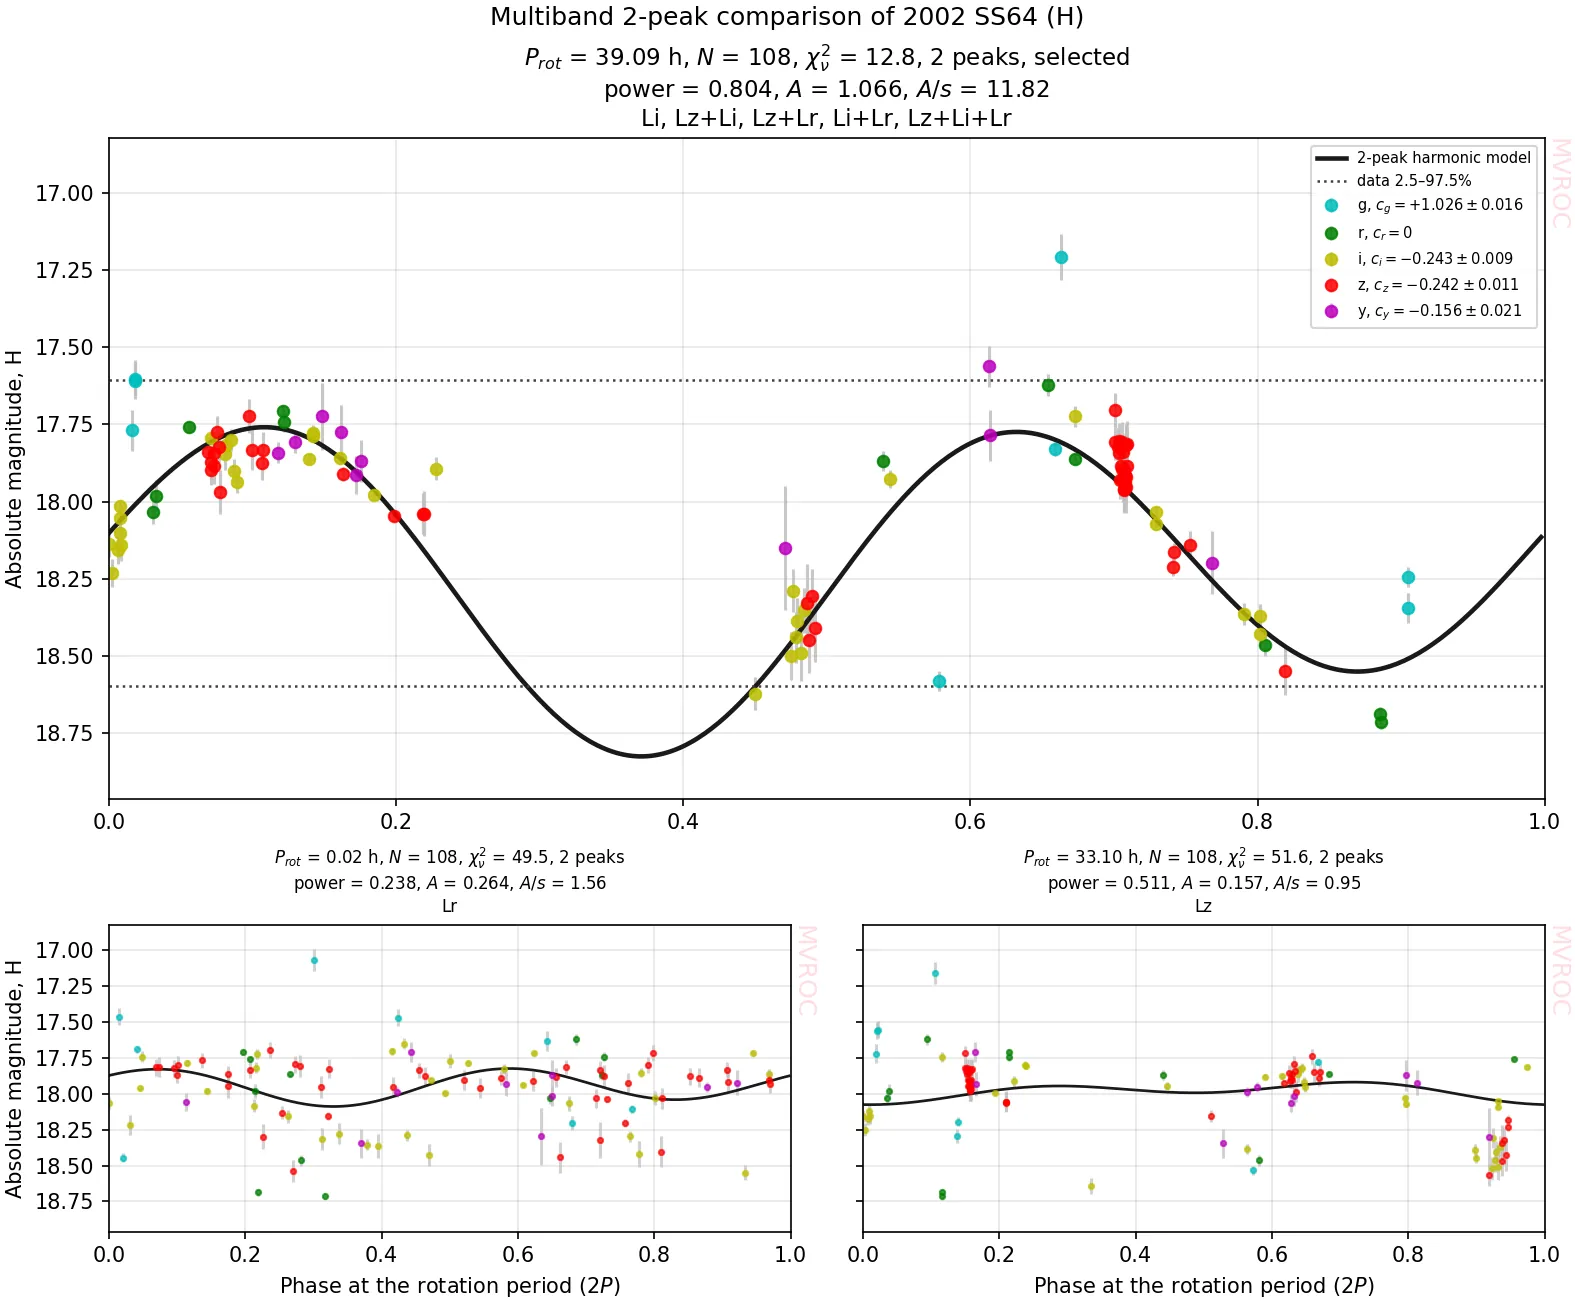 Multiband 2-peak comparison of 2002 SS64 (H)
P_rot = 39.09 h, N = 108, χ²_ν = 12.8, 2 peaks, selected
power = 0.804, A = 1.066, A/s = 11.82
Li, Lz+Li, Lz+Lr, Li+Lr, Lz+Li+Lr
2-peak harmonic model
data 2.5–97.5%
g, c_g = +1.026 ± 0.016
r, c_r = 0
i, c_i = −0.243 ± 0.009
z, c_z = −0.242 ± 0.011
y, c_y = −0.156 ± 0.021
MVROC
Absolute magnitude, H
17.00
17.25
17.50
17.75
18.00
18.25
18.50
18.75
0.0 0.2 0.4 0.6 0.8 1.0
P_rot = 0.02 h, N = 108, χ²_ν = 49.5, 2 peaks
power = 0.238, A = 0.264, A/s = 1.56
Lr
MVROC
Absolute magnitude, H
17.00
17.25
17.50
17.75
18.00
18.25
18.50
18.75
0.0 0.2 0.4 0.6 0.8 1.0
Phase at the rotation period (2P)
P_rot = 33.10 h, N = 108, χ²_ν = 51.6, 2 peaks
power = 0.511, A = 0.157, A/s = 0.95
Lz
MVROC
0.0 0.2 0.4 0.6 0.8 1.0
Phase at the rotation period (2P)